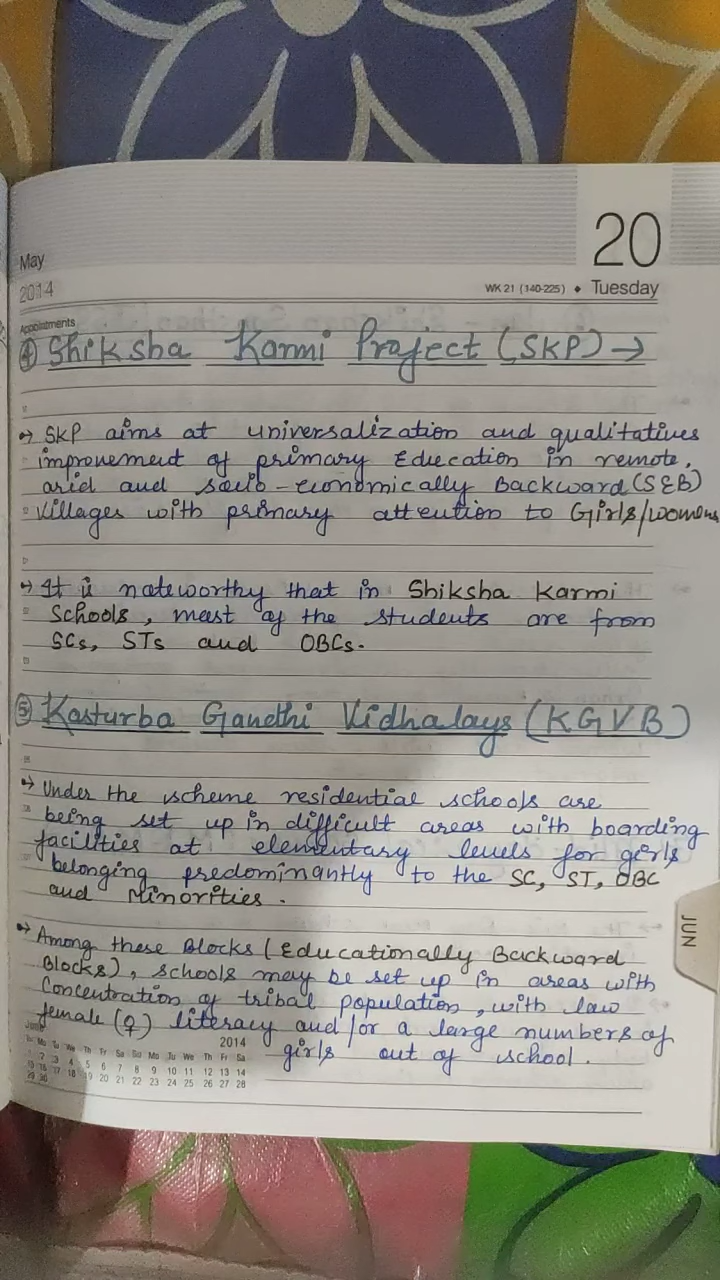 May
20
2014
WK 21 (140-225) • Tuesday
Appointments
④ Shiksha Karmi Project (SKP) →
→ SKP aims at universalization and qualitatives
improvement of primary Education in remote,
arid and socio-economically Backward (SEB)
villages with primary attention to Girls/womens
→ It is noteworthy that in Shiksha Karmi
Schools, most of the students are from
SCs, STs and OBCs.
⑤ Kasturba Gandhi Vidhalays (KGVB)
→ Under the scheme residential schools are
being set up in difficult areas with boarding
facilities at elementary levels for girls
belonging predominantly to the SC, ST, OBC
and Minorities.
→ Among these Blocks (Educationally Backward
Blocks), schools may be set up in areas with
Concentration of tribal population, with low
female (♀) literacy and/or a large numbers of
girls out of school.
JUN
June 2014